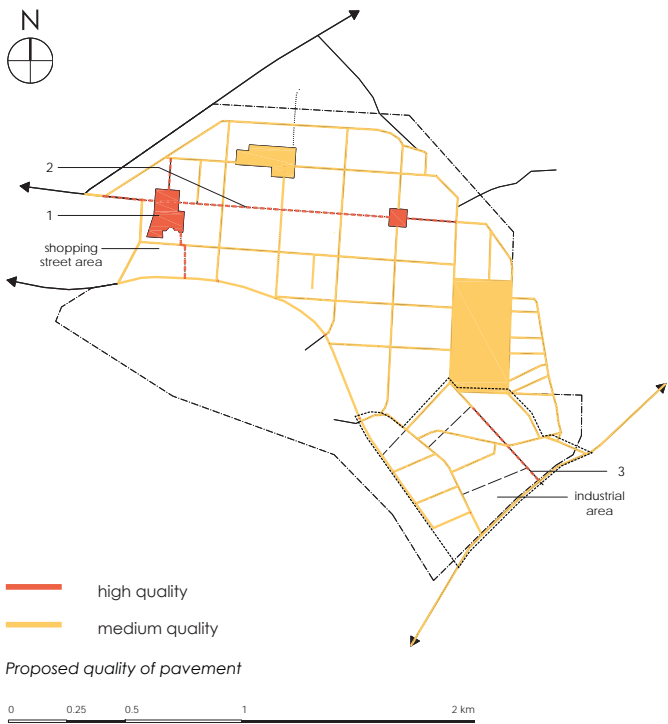 N
2
1
shopping
street area
3
industrial
area
high quality
medium quality
Proposed quality of pavement
0 0.25 0.5 1 2 km